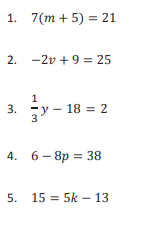 1. 7(m + 5) = 21
2. −2v + 9 = 25
3. \frac{1}{3}y − 18 = 2
4. 6 − 8p = 38
5. 15 = 5k − 13